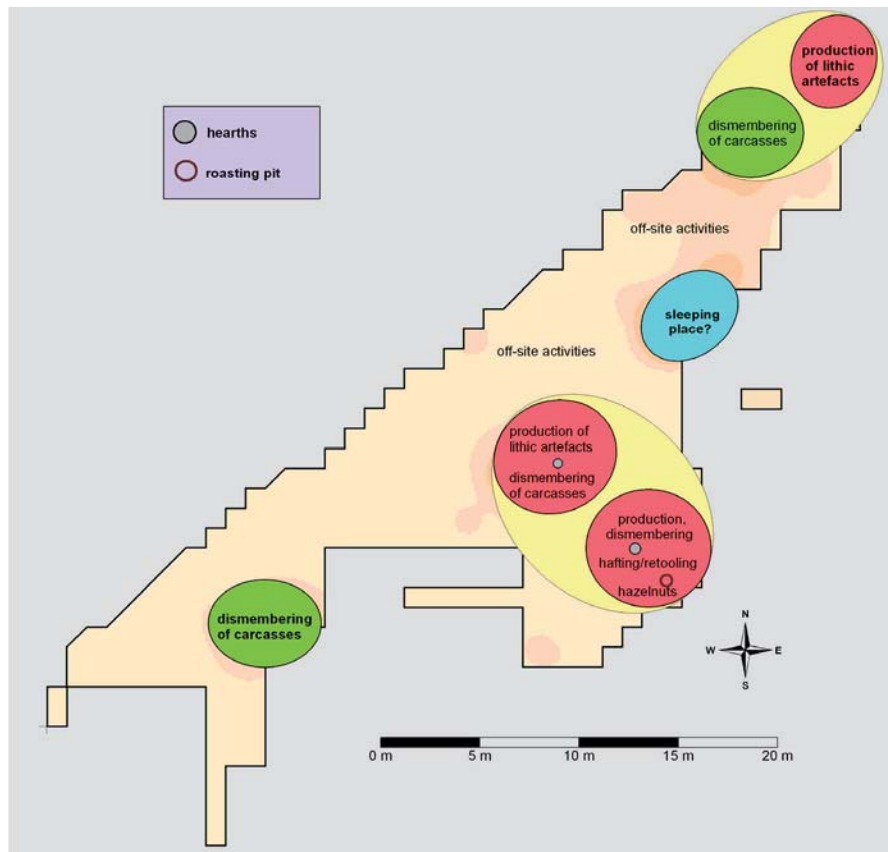 production
of lithic
artefacts
dismembering
of carcasses
hearths
roasting pit
off-site activities
sleeping
place?
off-site activities
production of
lithic artefacts
dismembering
of carcasses
production,
dismembering
hafting/retooling
hazelnuts
dismembering
of carcasses
N
W E
S
0 m 5 m 10 m 15 m 20 m